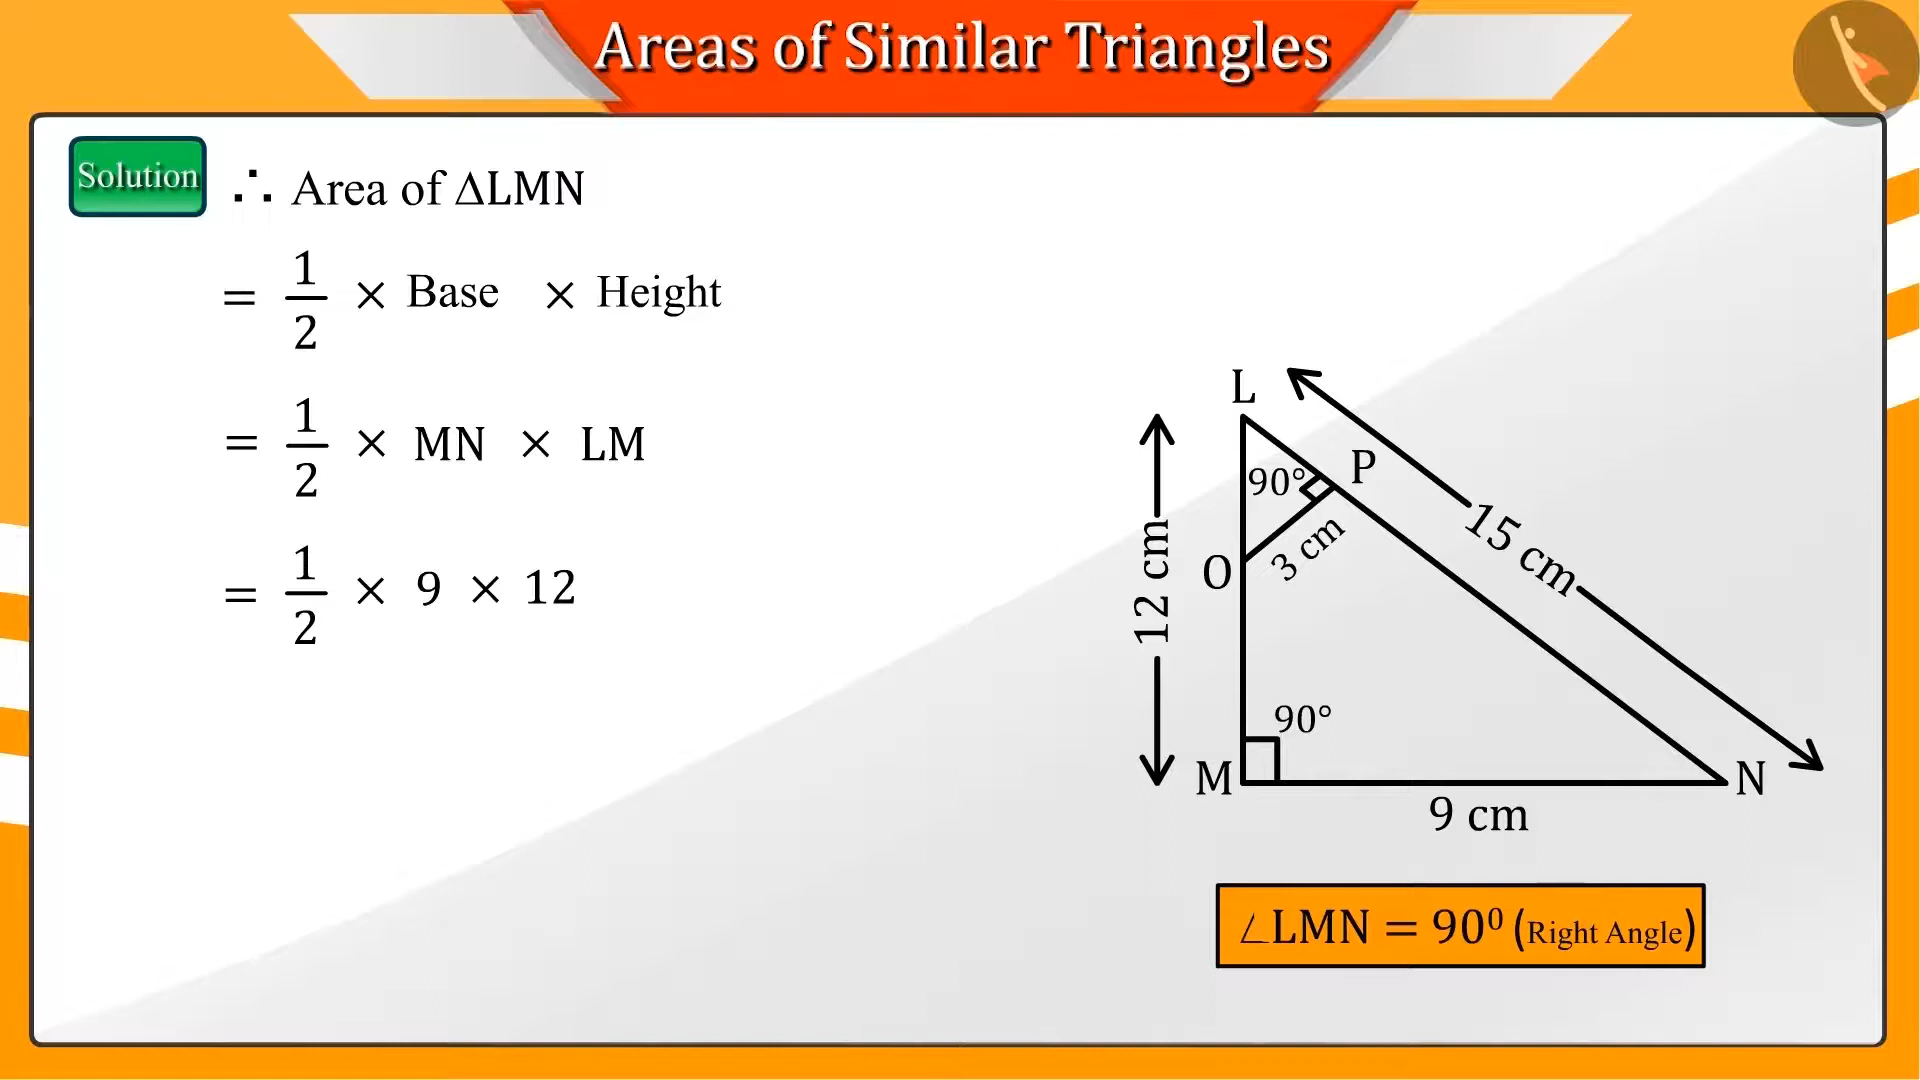 Areas of Similar Triangles
Solution
∴ Area of ΔLMN
= 1/2 × Base × Height
= 1/2 × MN × LM
= 1/2 × 9 × 12
L
P
90°
15 cm
3 cm
O
12 cm
90°
M
N
9 cm
∠LMN = 90⁰ (Right Angle)